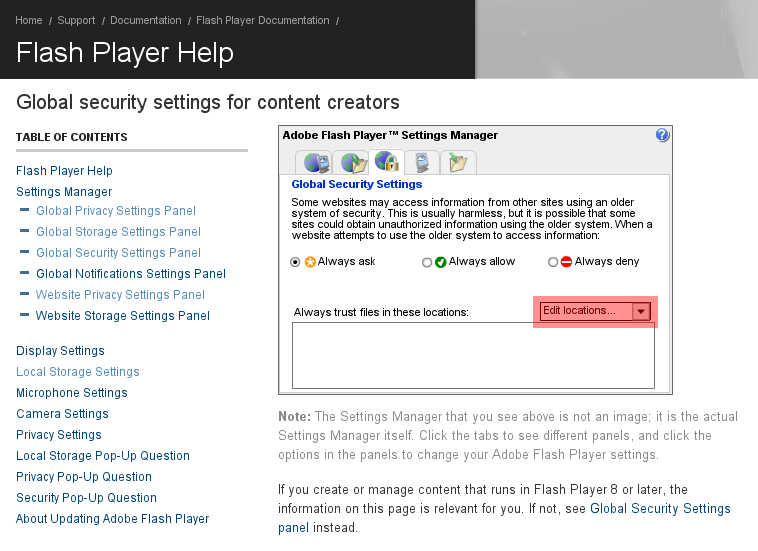 Home / Support / Documentation / Flash Player Documentation /
Flash Player Help
Global security settings for content creators
TABLE OF CONTENTS
Flash Player Help
Settings Manager
Global Privacy Settings Panel
Global Storage Settings Panel
Global Security Settings Panel
Global Notifications Settings Panel
Website Privacy Settings Panel
Website Storage Settings Panel
Display Settings
Local Storage Settings
Microphone Settings
Camera Settings
Privacy Settings
Local Storage Pop-Up Question
Privacy Pop-Up Question
Security Pop-Up Question
About Updating Adobe Flash Player
Adobe Flash Player™ Settings Manager
?
Global Security Settings
Some websites may access information from other sites using an older
system of security. This is usually harmless, but it is possible that some
sites could obtain unauthorized information using the older system. When a
website attempts to use the older system to access information:
Always ask Always allow Always deny
Always trust files in these locations: Edit locations...
Note: The Settings Manager that you see above is not an image; it is the actual
Settings Manager itself. Click the tabs to see different panels, and click the
options in the panels to change your Adobe Flash Player settings.
If you create or manage content that runs in Flash Player 8 or later, the
information on this page is relevant for you. If not, see Global Security Settings
panel instead.